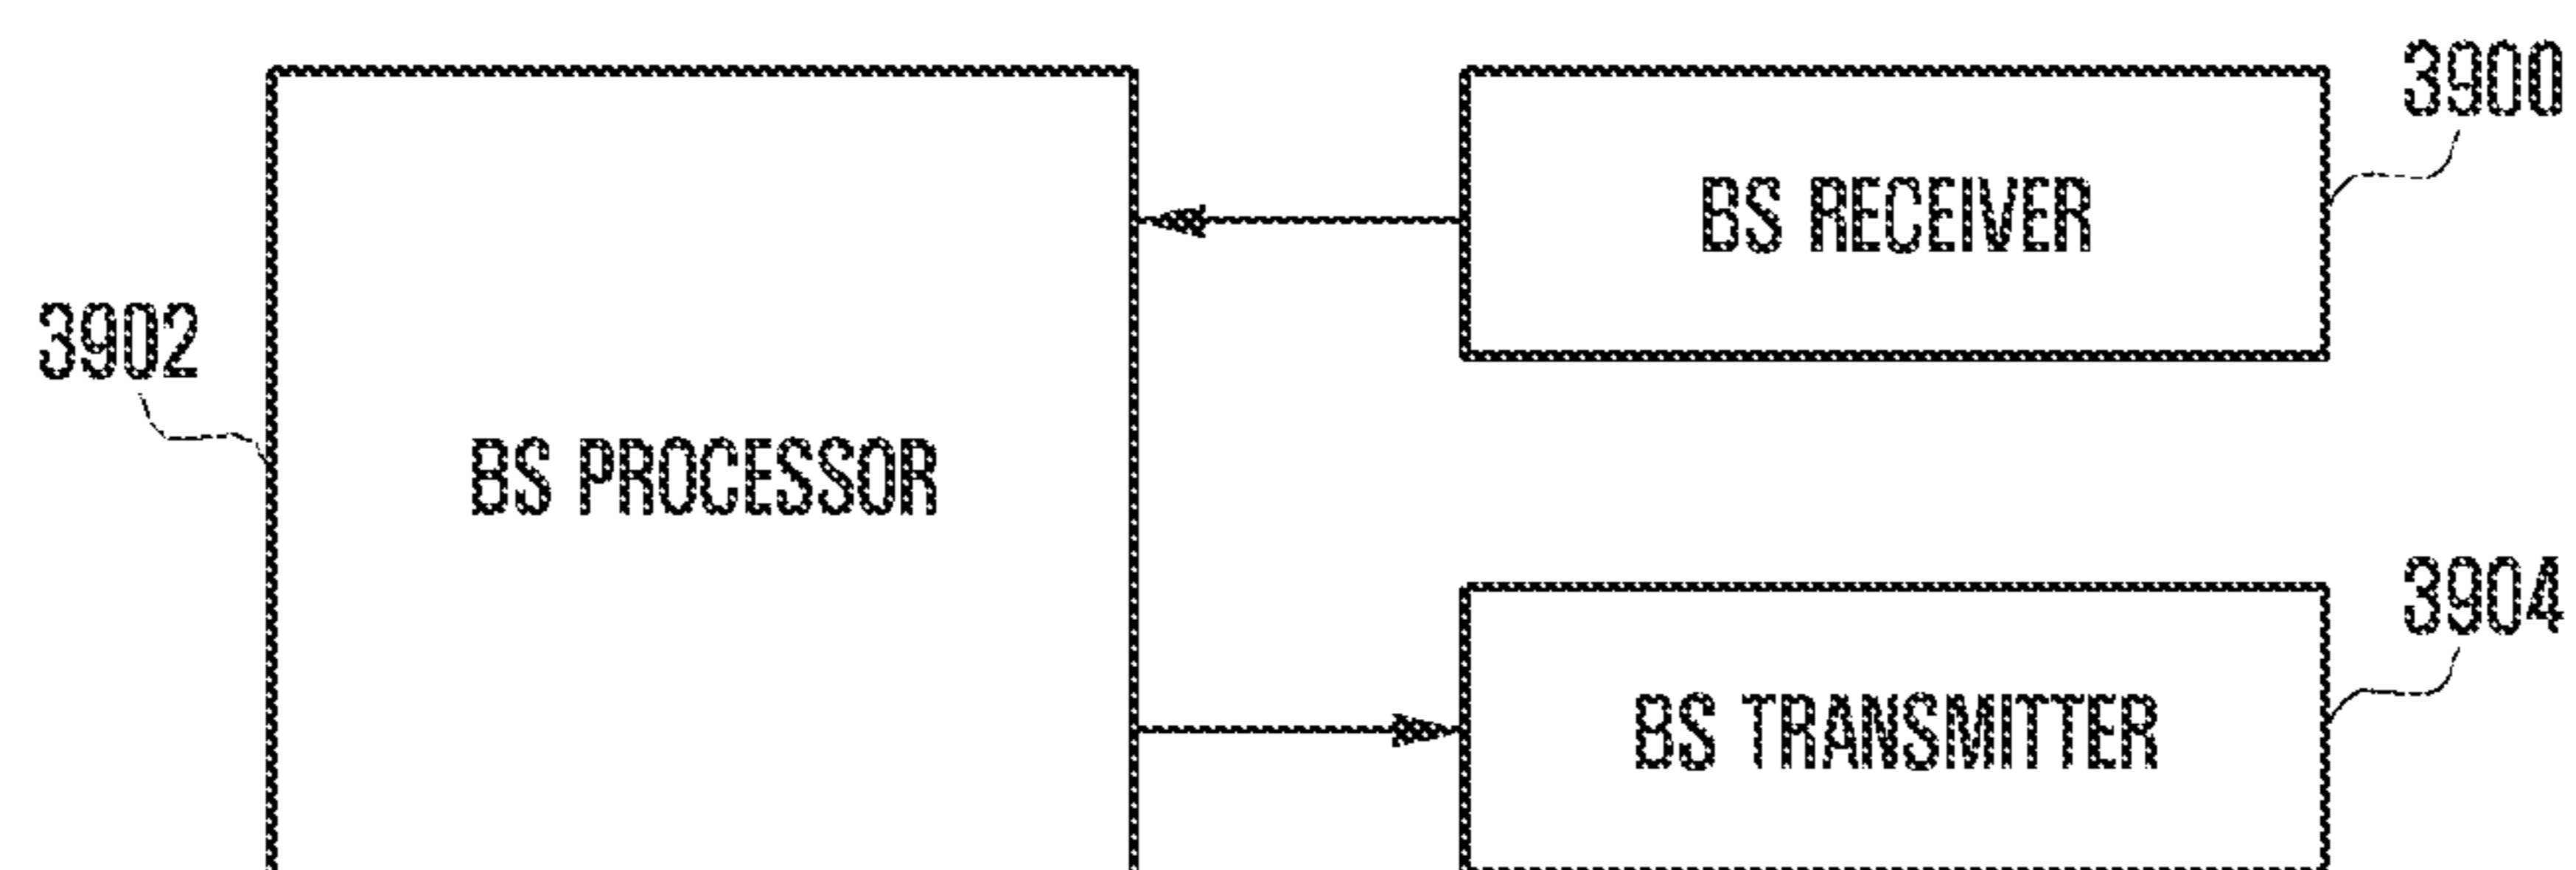 3900
BS RECEIVER
3902
BS PROCESSOR
3904
BS TRANSMITTER